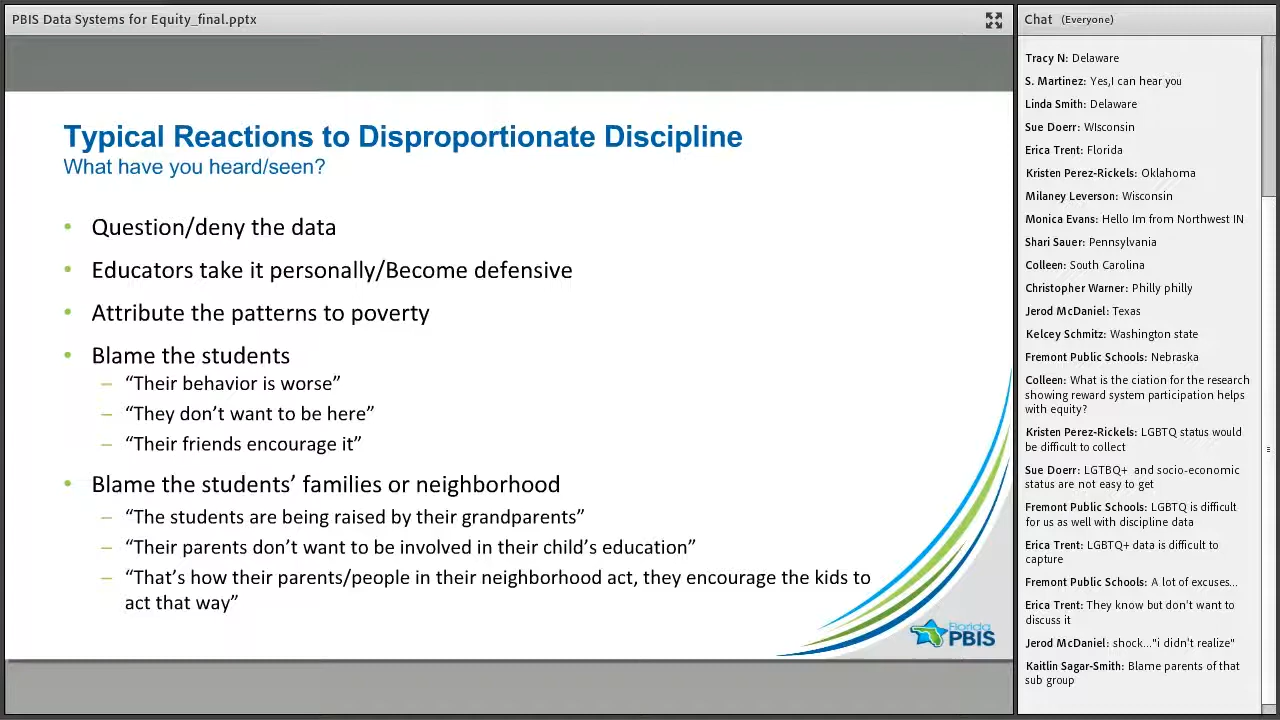 PBIS Data Systems for Equity_final.pptx
Typical Reactions to Disproportionate Discipline
What have you heard/seen?
• Question/deny the data
• Educators take it personally/Become defensive
• Attribute the patterns to poverty
• Blame the students
– “Their behavior is worse”
– “They don’t want to be here”
– “Their friends encourage it”
• Blame the students’ families or neighborhood
– “The students are being raised by their grandparents”
– “Their parents don’t want to be involved in their child’s education”
– “That’s how their parents/people in their neighborhood act, they encourage the kids to
act that way”
Florida
PBIS
Chat (Everyone)
Tracy N: Delaware
S. Martinez: Yes,I can hear you
Linda Smith: Delaware
Sue Doerr: WIsconsin
Erica Trent: Florida
Kristen Perez-Rickels: Oklahoma
Milaney Leverson: Wisconsin
Monica Evans: Hello Im from Northwest IN
Shari Sauer: Pennsylvania
Colleen: South Carolina
Christopher Warner: Philly philly
Jerod McDaniel: Texas
Kelcey Schmitz: Washington state
Fremont Public Schools: Nebraska
Colleen: What is the ciation for the research
showing reward system participation helps
with equity?
Kristen Perez-Rickels: LGBTQ status would
be difficult to collect
Sue Doerr: LGTBQ+ and socio-economic
status are not easy to get
Fremont Public Schools: LGBTQ is difficult
for us as well with discipline data
Erica Trent: LGBTQ+ data is difficult to
capture
Fremont Public Schools: A lot of excuses...
Erica Trent: They know but don't want to
discuss it
Jerod McDaniel: shock..."i didn't realize"
Kaitlin Sagar-Smith: Blame parents of that
sub group